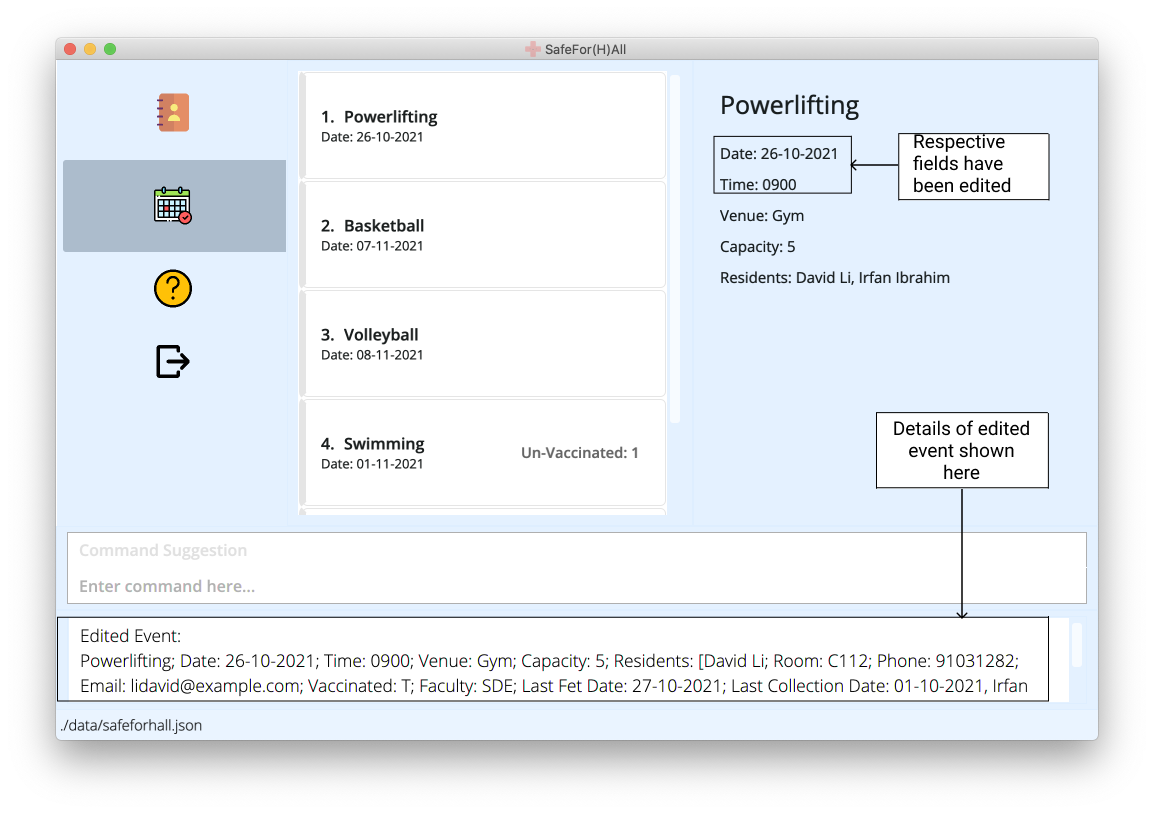 SafeFor(H)All
1. Powerlifting
Date: 26-10-2021
2. Basketball
Date: 07-11-2021
3. Volleyball
Date: 08-11-2021
4. Swimming
Date: 01-11-2021
Un-Vaccinated: 1
Powerlifting
Date: 26-10-2021
Time: 0900
Venue: Gym
Capacity: 5
Residents: David Li, Irfan Ibrahim
Respective
fields have
been edited
Details of edited
event shown
here
Command Suggestion
Enter command here...
Edited Event:
Powerlifting; Date: 26-10-2021; Time: 0900; Venue: Gym; Capacity: 5; Residents: [David Li; Room: C112; Phone: 91031282;
Email: lidavid@example.com; Vaccinated: T; Faculty: SDE; Last Fet Date: 27-10-2021; Last Collection Date: 01-10-2021, Irfan
./data/safeforhall.json